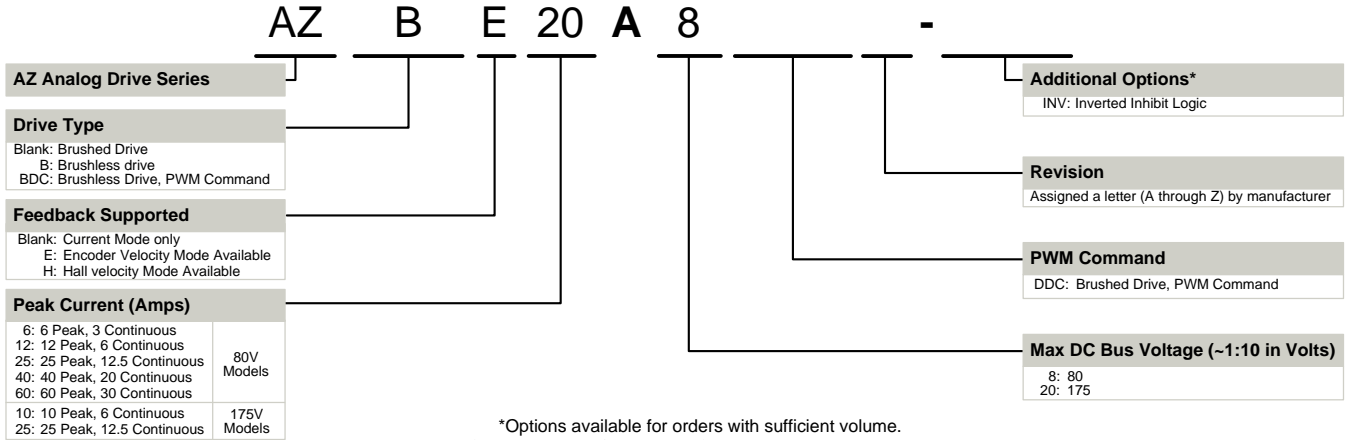 AZ B E 20 A 8 -
AZ Analog Drive Series
Drive Type
Blank: Brushed Drive
B: Brushless drive
BDC: Brushless Drive, PWM Command
Feedback Supported
Blank: Current Mode only
E: Encoder Velocity Mode Available
H: Hall velocity Mode Available
Peak Current (Amps)
6: 6 Peak, 3 Continuous
12: 12 Peak, 6 Continuous
25: 25 Peak, 12.5 Continuous
40: 40 Peak, 20 Continuous
60: 60 Peak, 30 Continuous
80V
Models
10: 10 Peak, 6 Continuous
25: 25 Peak, 12.5 Continuous
175V
Models
Additional Options*
INV: Inverted Inhibit Logic
Revision
Assigned a letter (A through Z) by manufacturer
PWM Command
DDC: Brushed Drive, PWM Command
Max DC Bus Voltage (~1:10 in Volts)
8: 80
20: 175
*Options available for orders with sufficient volume.